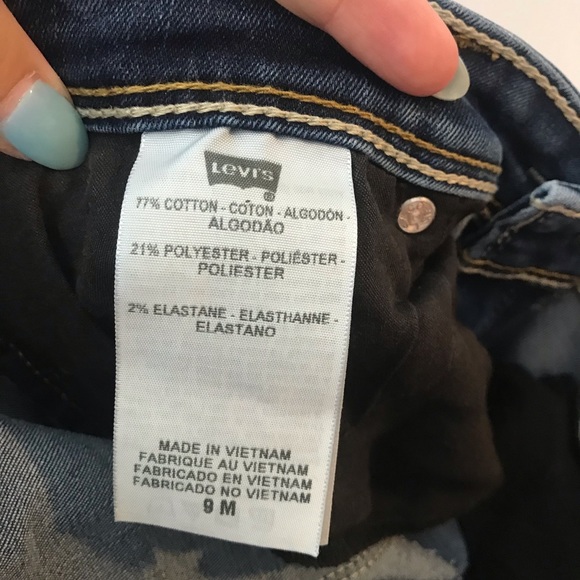 Levi's
®
77% COTTON - COTON - ALGODÓN -
ALGODÃO
21% POLYESTER - POLIÉSTER -
POLIESTER
2% ELASTANE - ELASTHANNE -
ELASTANO
MADE IN VIETNAM
FABRIQUE AU VIETNAM
FABRICADO EN VIETNAM
FABRICADO NO VIETNAM
9 M